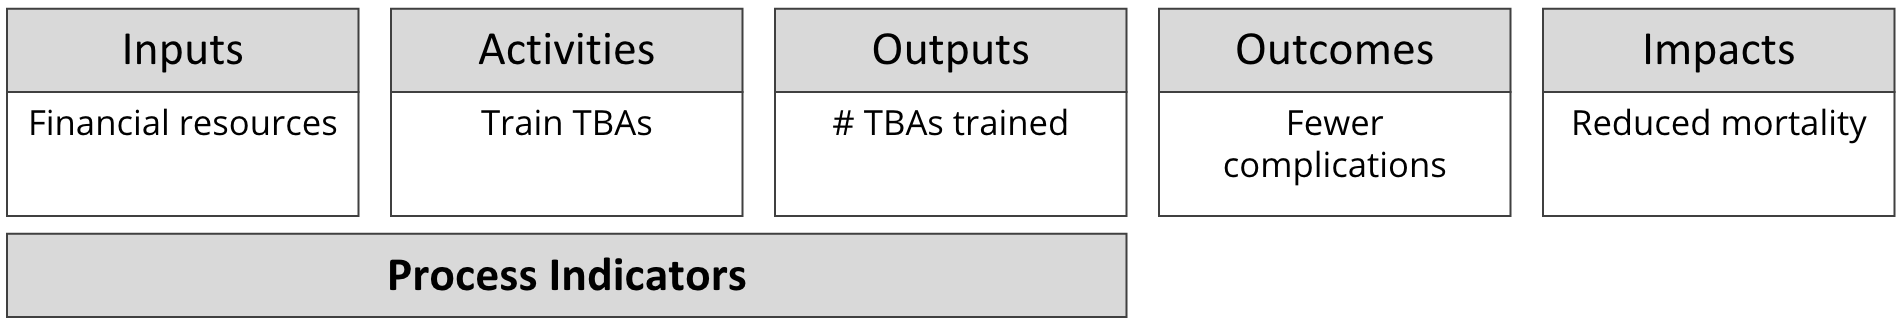 Inputs
Activities
Outputs
Outcomes
Impacts
Financial resources
Train TBAs
# TBAs trained
Fewer
complications
Reduced mortality
Process Indicators